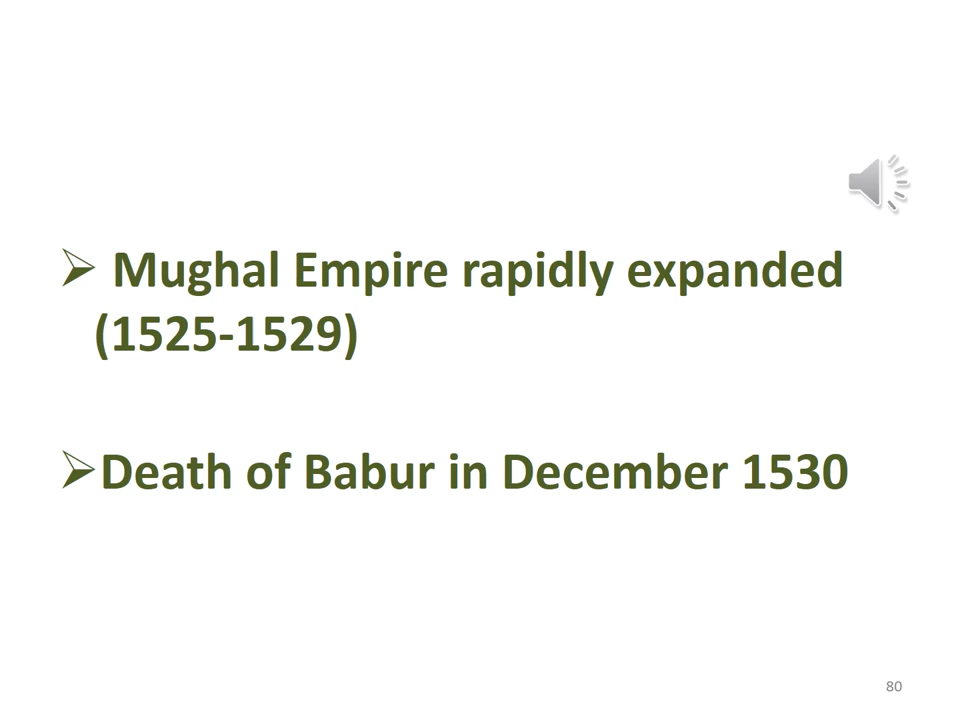 ➢ Mughal Empire rapidly expanded
(1525-1529)
➢Death of Babur in December 1530
80